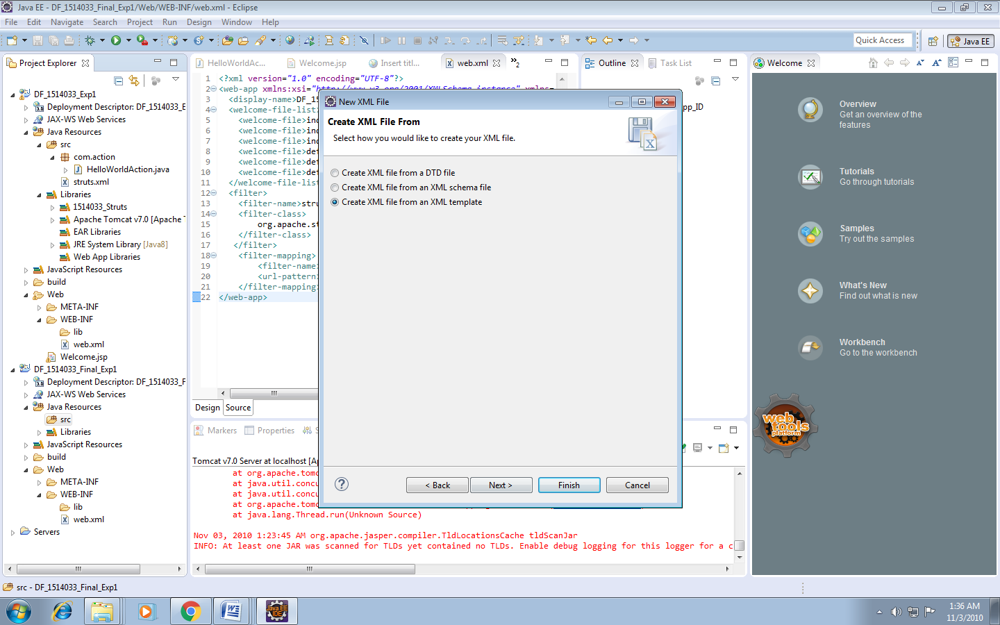 Java EE - DF_1514033_Final_Exp1/Web/WEB-INF/web.xml - Eclipse
File Edit Navigate Search Project Run Design Window Help
Quick Access
Java EE
Project Explorer
DF_1514033_Exp1
Deployment Descriptor: DF_1514033_E
JAX-WS Web Services
Java Resources
src
com.action
HelloWorldAction.java
struts.xml
Libraries
1514033_Struts
Apache Tomcat v7.0 [Apache T
EAR Libraries
JRE System Library [Java8]
Web App Libraries
JavaScript Resources
build
Web
META-INF
WEB-INF
lib
web.xml
Welcome.jsp
DF_1514033_Final_Exp1
Deployment Descriptor: DF_1514033_F
JAX-WS Web Services
Java Resources
src
Libraries
JavaScript Resources
build
Web
META-INF
WEB-INF
lib
web.xml
Servers
HelloWorldAc... Welcome.jsp Insert titl... web.xml »2
1 <?xml version="1.0" encoding="UTF-8"?>
2 <web-app xmlns:xsi="http://www.w3.org/2001/XMLSchema-instance" xmlns=
3 <display-name>DF_15
4 <welcome-file-list>
5 <welcome-file>ind
6 <welcome-file>ind
7 <welcome-file>ind
8 <welcome-file>def
9 <welcome-file>def
10 <welcome-file>def
11 </welcome-file-list
12 <filter>
13 <filter-name>stru
14 <filter-class>
15 org.apache.st
16 </filter-class>
17 </filter>
18 <filter-mapping>
19 <filter-name>
20 <url-pattern>
21 </filter-mapping>
22 </web-app>
Design Source
New XML File
Create XML File From
Select how you would like to create your XML file.
Create XML file from a DTD file
Create XML file from an XML schema file
Create XML file from an XML template
< Back Next > Finish Cancel
Outline Task List
pp_ID
Markers Properties S
Tomcat v7.0 Server at localhost [Ap
at org.apache.tomc
at java.util.concu
at java.util.concu
at org.apache.tomc
at java.lang.Thread.run(Unknown Source)
Nov 03, 2010 1:23:45 AM org.apache.jasper.compiler.TldLocationsCache tldScanJar
INFO: At least one JAR was scanned for TLDs yet contained no TLDs. Enable debug logging for this logger for a c
Welcome
Overview
Get an overview of the
features
Tutorials
Go through tutorials
Samples
Try out the samples
What's New
Find out what is new
Workbench
Go to the workbench
web
tools
platform
src - DF_1514033_Final_Exp1
Java EE
IDE
1:36 AM
11/3/2010